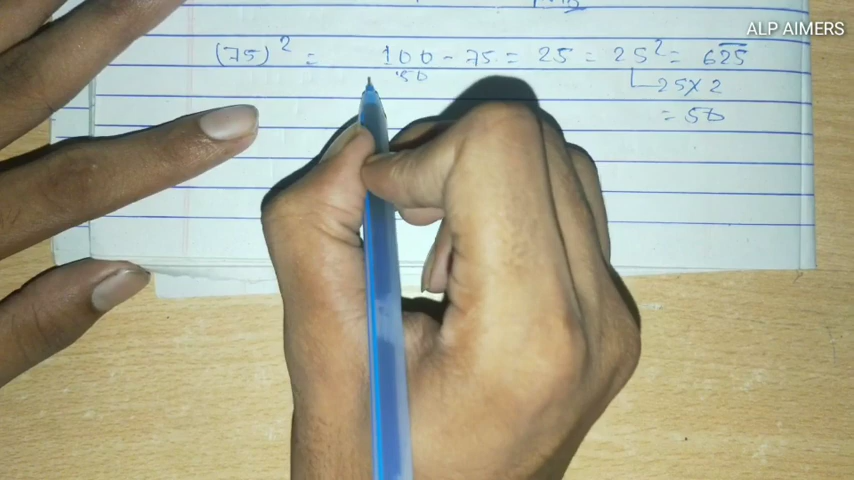 ALP AIMERS
(75)² = 100 - 75 = 25 = 25² = 625
50 25 × 2
= 50